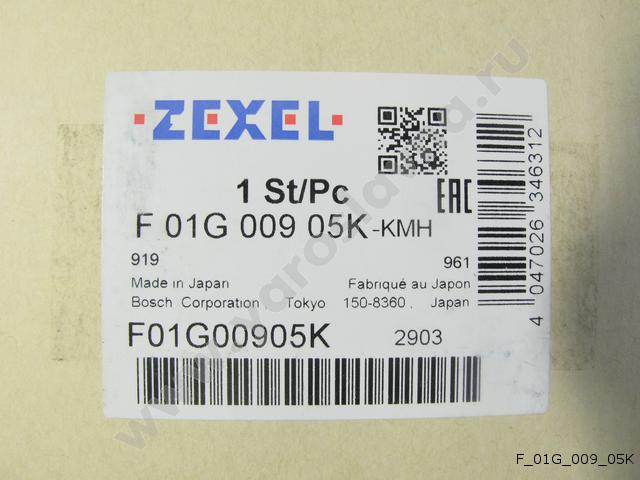 ZEXEL
1 St/Pc
F 01G 009 05K-KMH
EAC
919
961
Made in Japan
Fabriqué au Japon
Bosch Corporation, Tokyo 150-8360, Japan
F01G00905K
2903
4 047026 346312
F_01G_009_05K